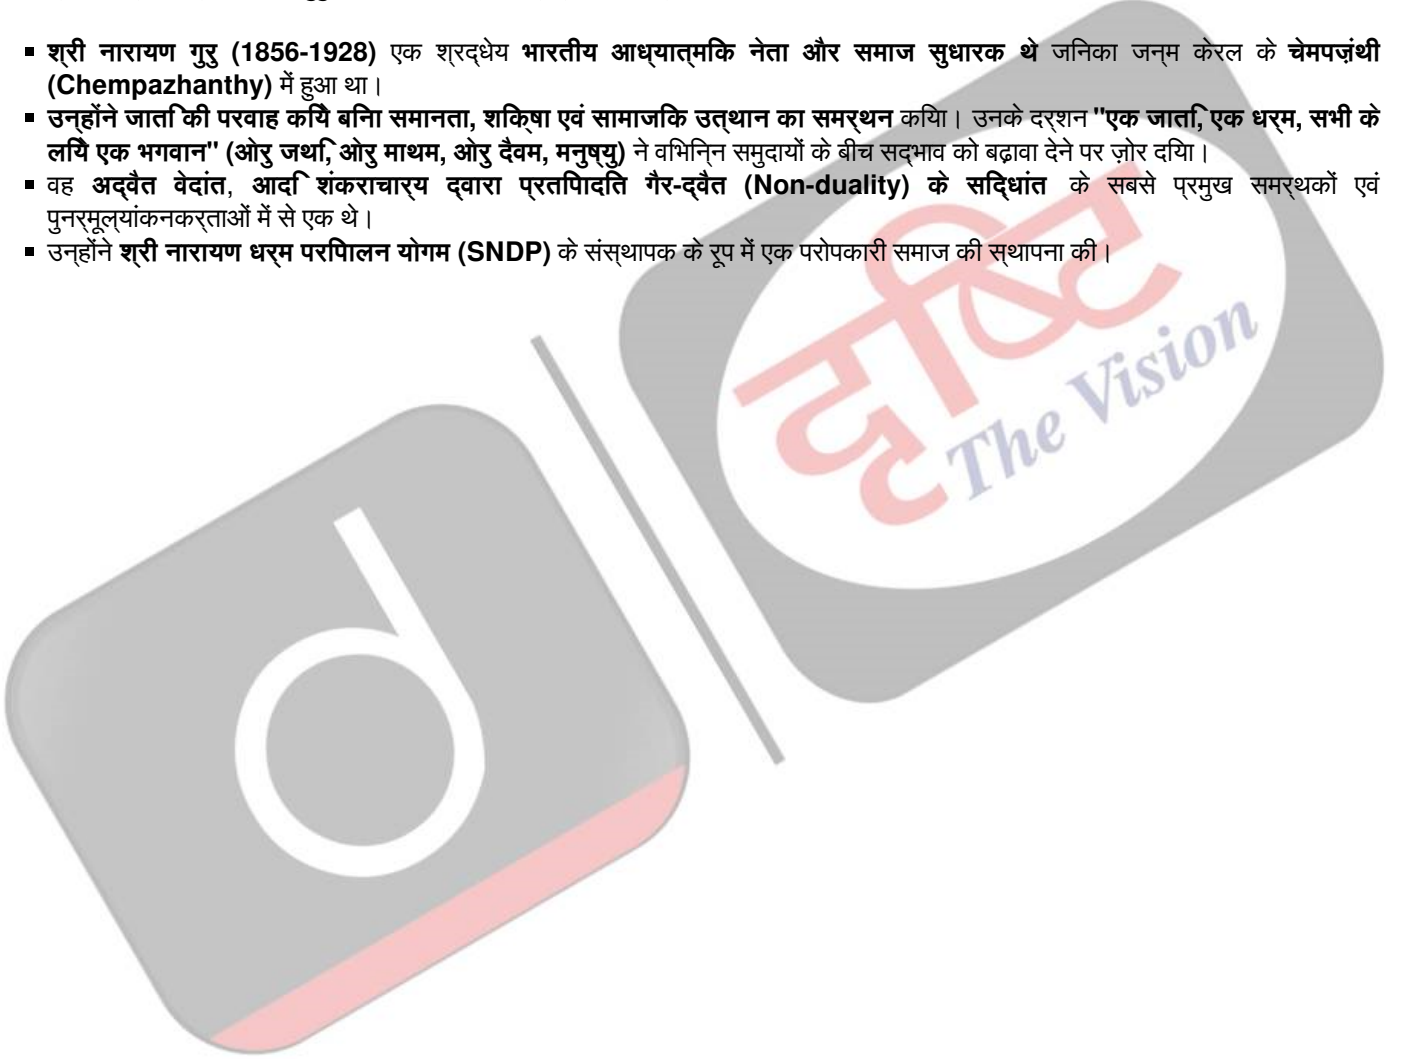 ▪ श्री नारायण गुरु (1856-1928) एक श्रद्धेय भारतीय आध्यात्मिक नेता और समाज सुधारक थे जिनका जन्म केरल के चेमपज़ंथी
(Chempazhanthy) में हुआ था।
▪ उन्होंने जाति की परवाह किये बिना समानता, शिक्षा एवं सामाजिक उत्थान का समर्थन किया। उनके दर्शन "एक जाति, एक धर्म, सभी के
लिये एक भगवान" (ओरु जथि, ओरु माथम, ओरु दैवम, मनुष्यु) ने विभिन्न समुदायों के बीच सद्भाव को बढ़ावा देने पर ज़ोर दिया।
▪ वह अद्वैत वेदांत, आदि शंकराचार्य द्वारा प्रतिपादित गैर-द्वैत (Non-duality) के सिद्धांत के सबसे प्रमुख समर्थकों एवं
पुनर्मूल्यांकनकर्ताओं में से एक थे।
▪ उन्होंने श्री नारायण धर्म परिपालन योगम (SNDP) के संस्थापक के रूप में एक परोपकारी समाज की स्थापना की।
दृष्टि
The Vision
d